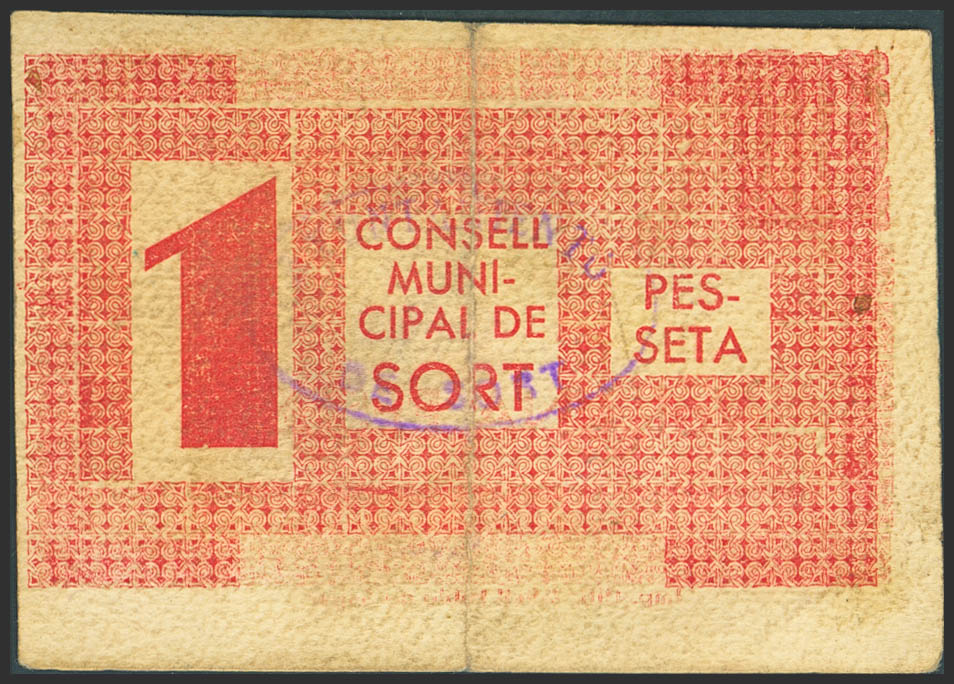 1
CONSELL
MUNI-
CIPAL DE
SORT
PES-
SETA